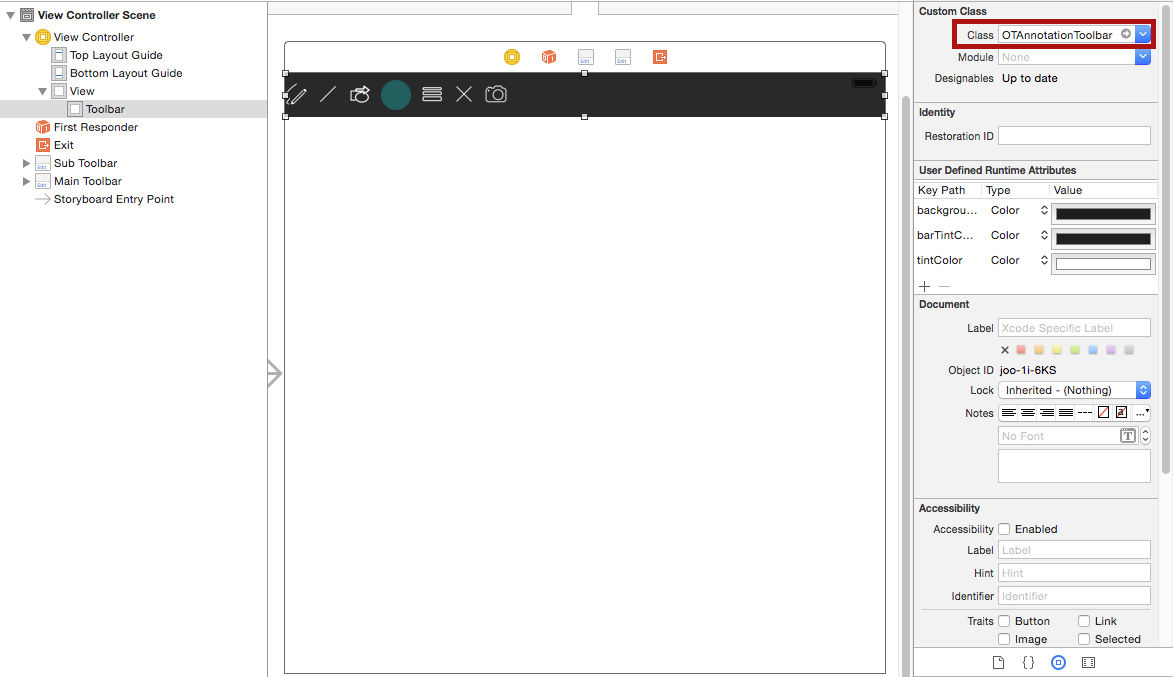 View Controller Scene
View Controller
Top Layout Guide
Bottom Layout Guide
View
Toolbar
First Responder
Exit
Sub Toolbar
Main Toolbar
Storyboard Entry Point
Custom Class
Class OTAnnotationToolbar
Module None
Designables Up to date
Identity
Restoration ID
User Defined Runtime Attributes
Key Path Type Value
backgrou... Color
barTintC... Color
tintColor Color
Document
Label Xcode Specific Label
Object ID joo-1i-6KS
Lock Inherited - (Nothing)
Notes
No Font
Accessibility
Accessibility Enabled
Label Label
Hint Hint
Identifier Identifier
Traits Button Link
Image Selected